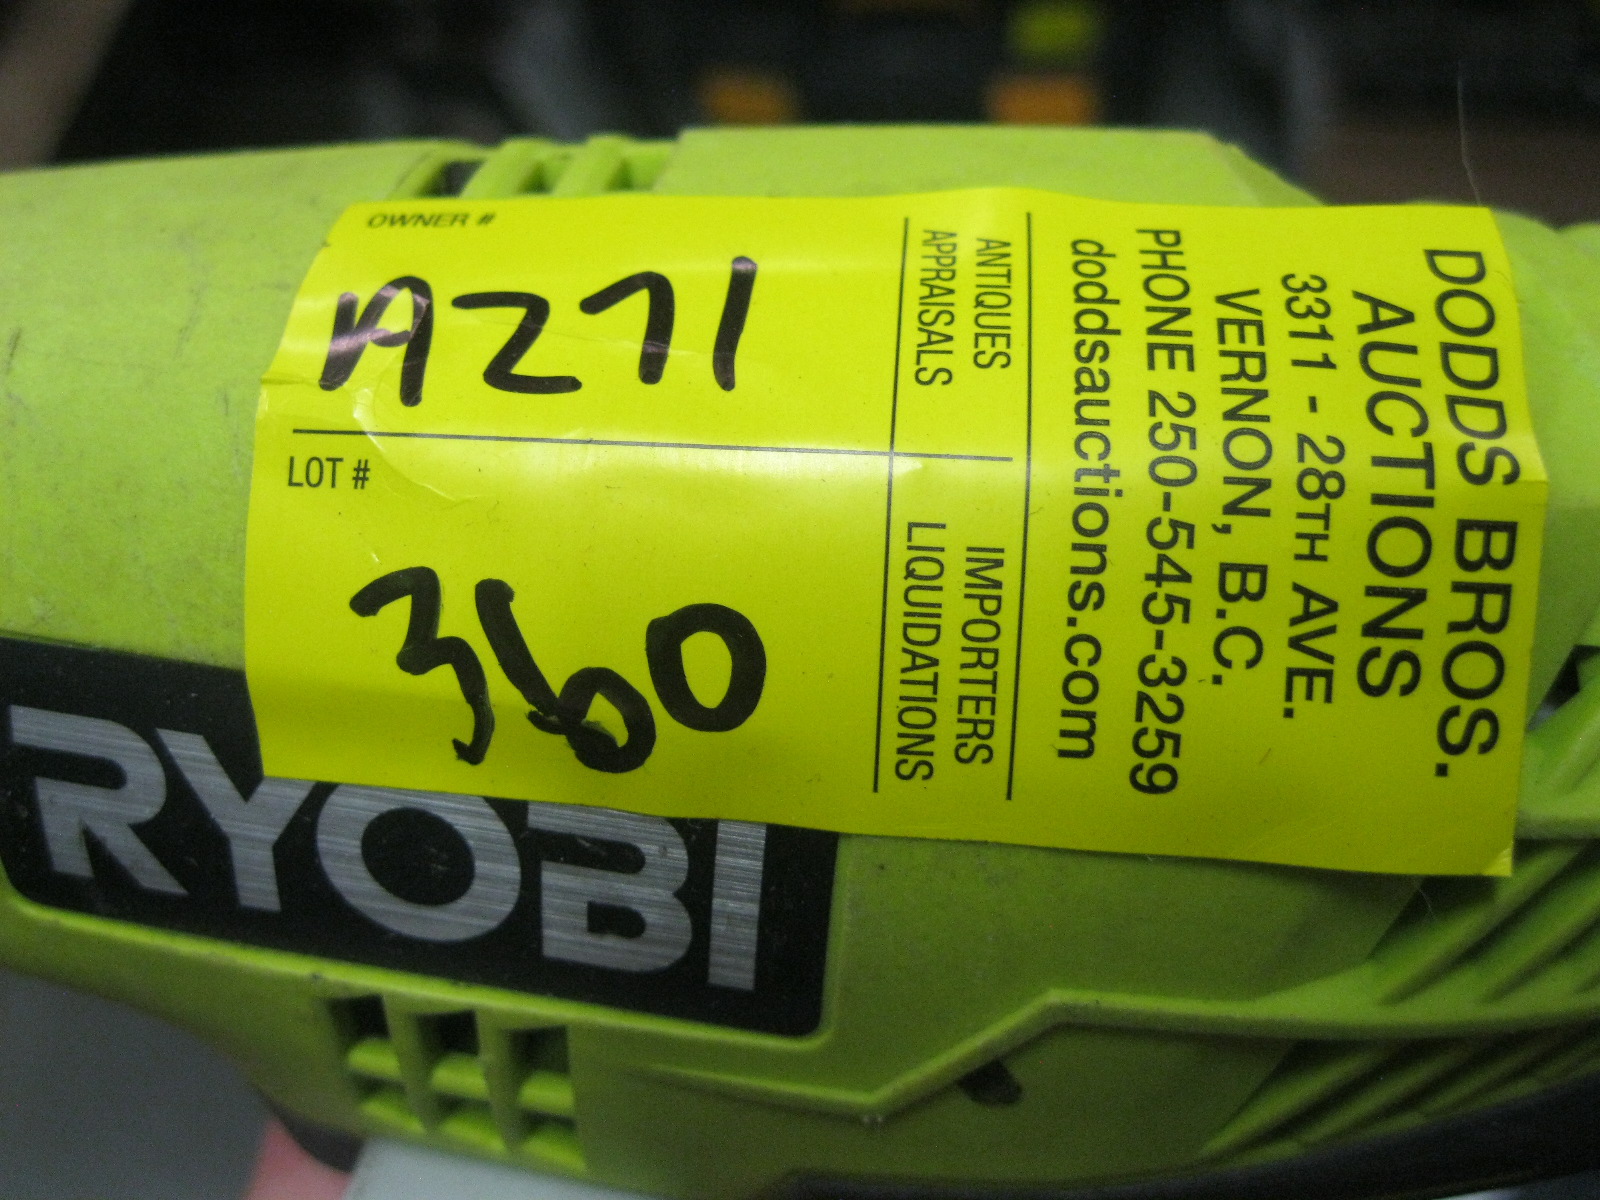 OWNER #
A271
LOT #
360
DODDS BROS.
AUCTIONS
3311 - 28TH AVE.
VERNON, B.C.
PHONE 250-545-3259
doddsauctions.com
ANTIQUES
APPRAISALS
IMPORTERS
LIQUIDATIONS
RYOBI